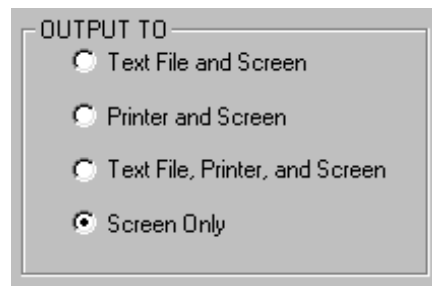 OUTPUT TO
Text File and Screen
Printer and Screen
Text File, Printer, and Screen
Screen Only